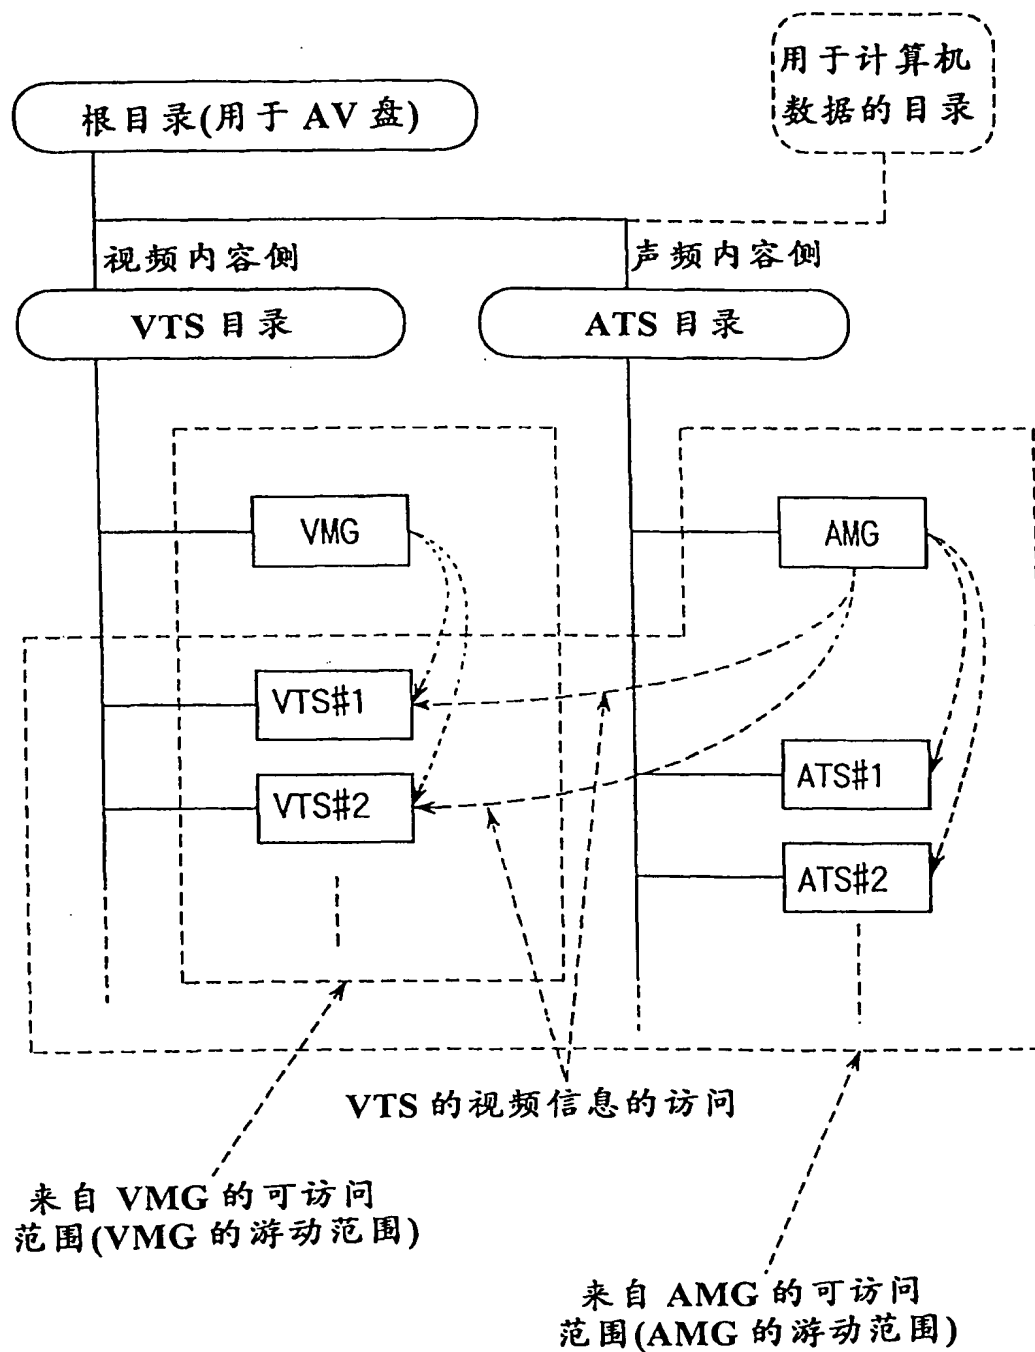 用于计算机
数据的目录
根目录(用于 AV 盘)
视频内容侧
声频内容侧
VTS 目录
ATS 目录
VMG
AMG
VTS#1
VTS#2
ATS#1
ATS#2
VTS 的视频信息的访问
来自 VMG 的可访问
范围(VMG 的游动范围)
来自 AMG 的可访问
范围(AMG 的游动范围)